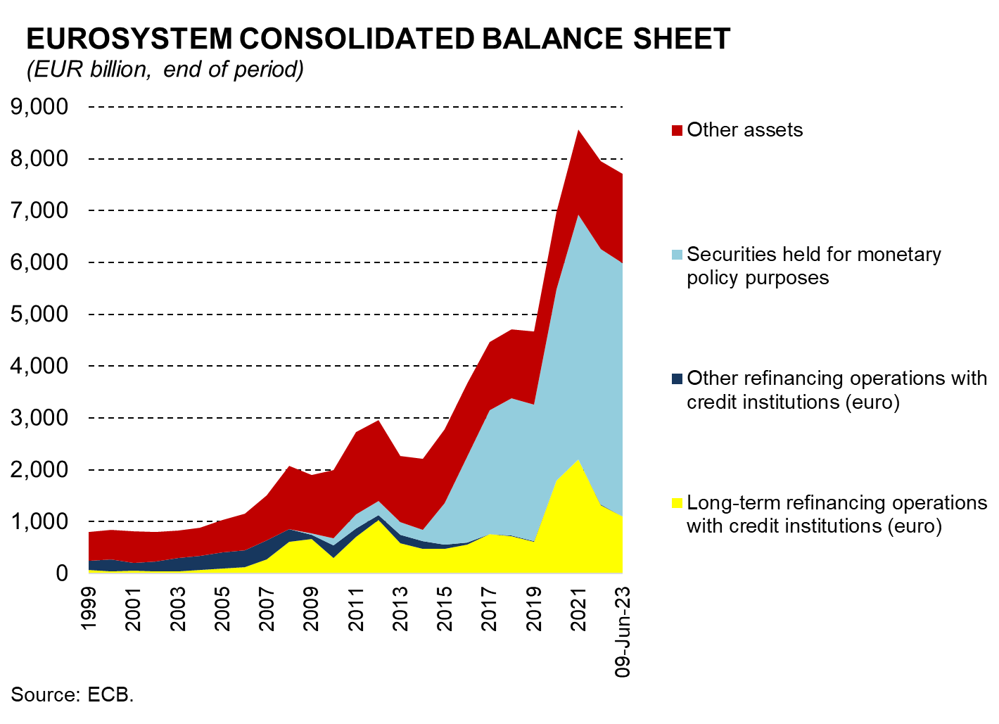 EUROSYSTEM CONSOLIDATED BALANCE SHEET
(EUR billion, end of period)
9,000
8,000
7,000
6,000
5,000
4,000
3,000
2,000
1,000
0
1999
2001
2003
2005
2007
2009
2011
2013
2015
2017
2019
2021
09-Jun-23
Other assets
Securities held for monetary
policy purposes
Other refinancing operations with
credit institutions (euro)
Long-term refinancing operations
with credit institutions (euro)
Source: ECB.